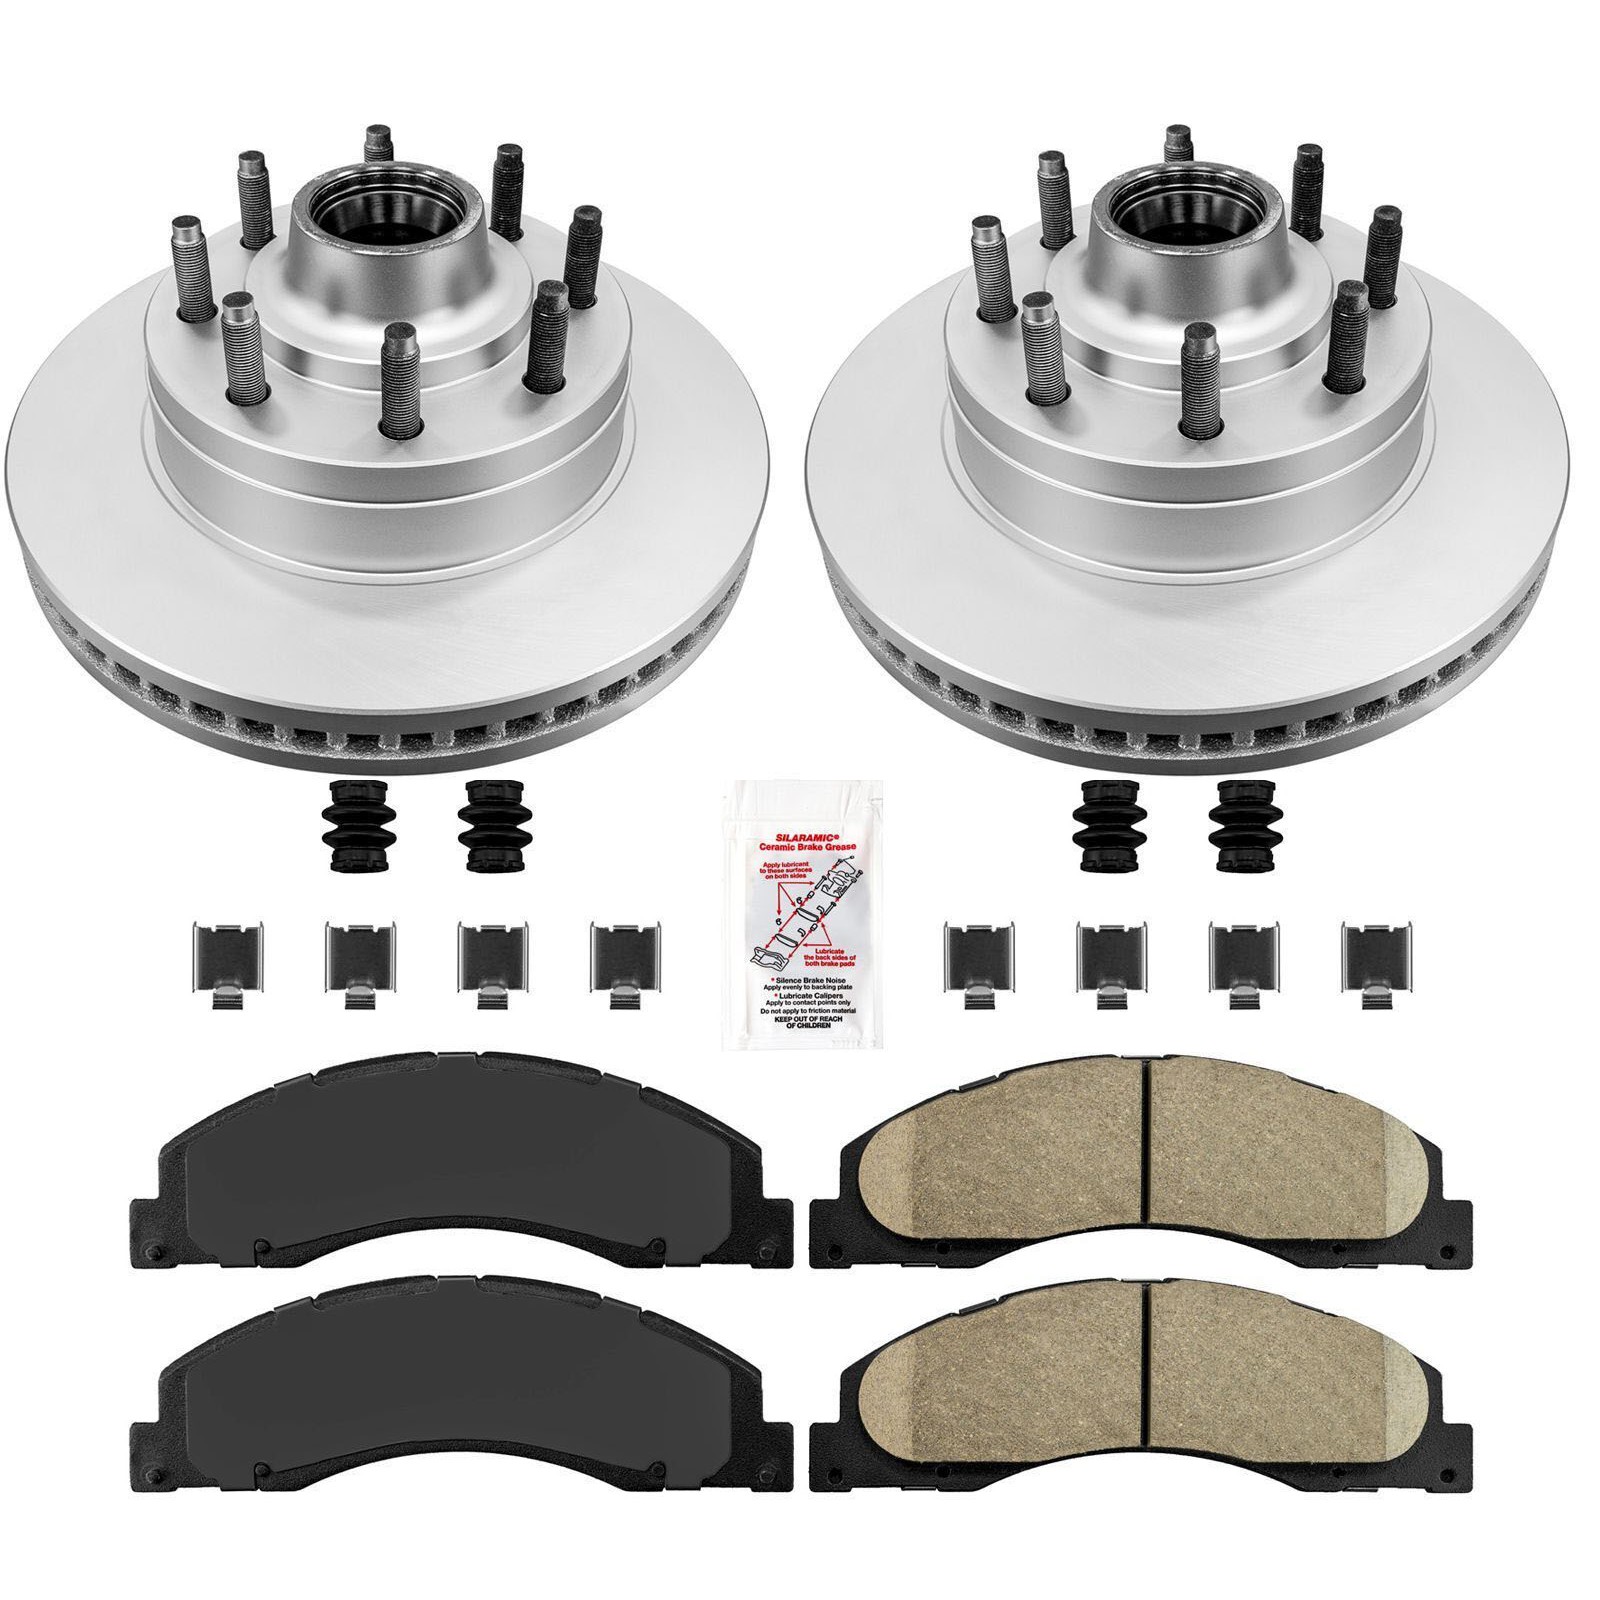 SILARAMIC®
Ceramic Brake Grease
Apply lubricant
to these surfaces
on both sides
Lubricate
the back sides of
both brake pads
* Silence Brake Noise
Apply evenly to backing plate
* Lubricate Calipers
Apply to contact points only
Do not apply to friction material
KEEP OUT OF REACH
OF CHILDREN